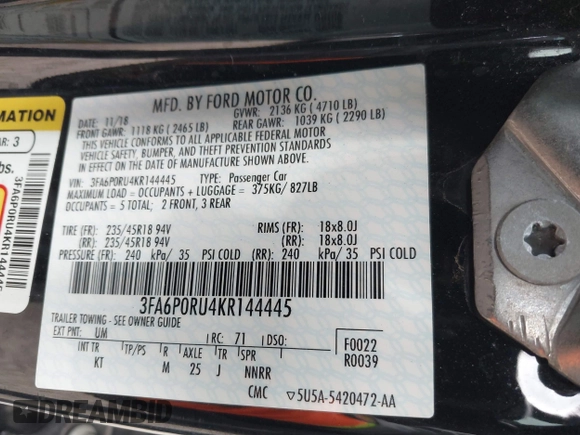 MFD. BY FORD MOTOR CO.
DATE: 11/18 GVWR: 2136 KG ( 4710 LB)
FRONT GAWR: 1118 KG ( 2465 LB) REAR GAWR: 1039 KG ( 2290 LB)
THIS VEHICLE CONFORMS TO ALL APPLICABLE FEDERAL MOTOR
VEHICLE SAFETY, BUMPER, AND THEFT PREVENTION STANDARDS
IN EFFECT ON THE DATE OF MANUFACTURE SHOWN ABOVE.
VIN: 3FA6P0RU4KR144445 TYPE: Passenger Car
MAXIMUM LOAD = OCCUPANTS + LUGGAGE = 375KG/ 827LB
OCCUPANTS = 5 TOTAL; 2 FRONT, 3 REAR
TIRE (FR): 235/45R18 94V RIMS (FR): 18x8.0J
(RR): 235/45R18 94V (RR): 18x8.0J
PRESSURE (FR): 240 kPa/ 35 PSI COLD (RR): 240 kPa/ 35 PSI COLD
3FA6P0RU4KR144445
TRAILER TOWING - SEE OWNER GUIDE
EXT PNT: UM RC: 71 DSO: F0022
R0039
INT TR TP/PS R AXLE TR SPR
KT M 25 J NNRR
CMC 5U5A-5420472-AA
MATION
AR: 3
bs.
3FA6P0RU4KR144445
DREAMBID